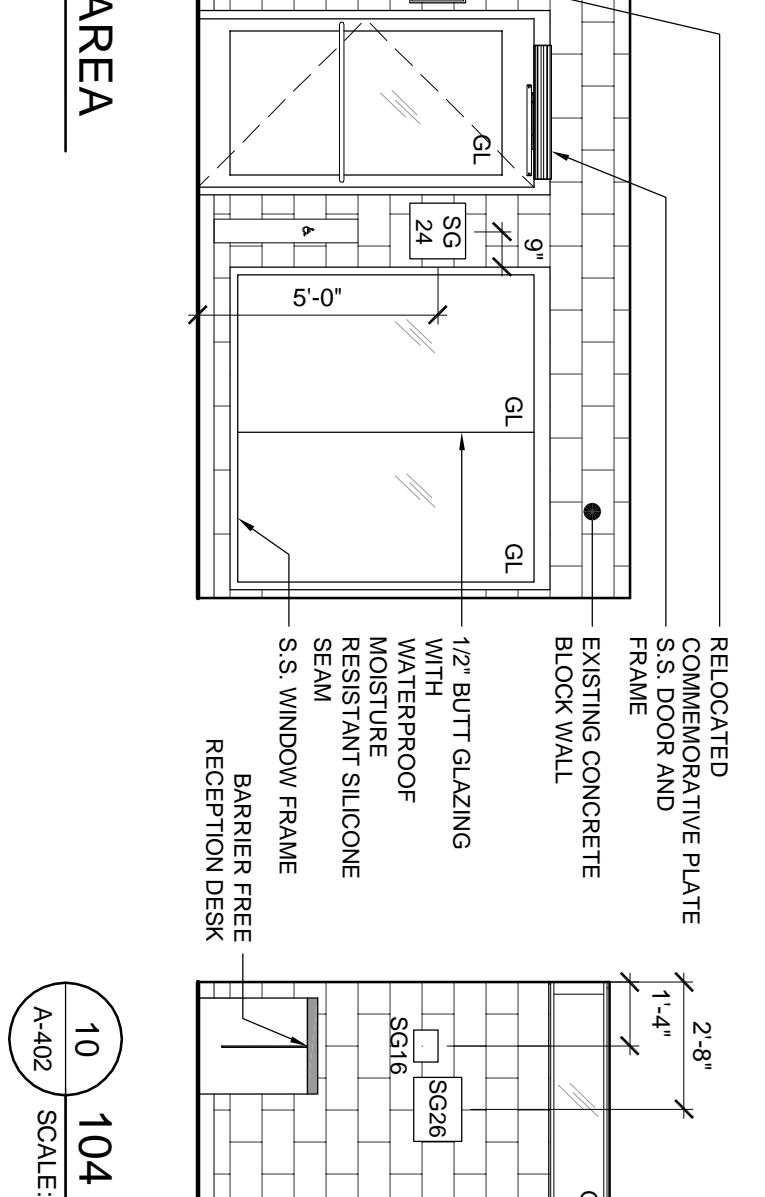 AREA
GL
SG
24
9"
5'-0"
GL
GL
RELOCATED
COMMEMORATIVE PLATE
S.S. DOOR AND
FRAME
EXISTING CONCRETE
BLOCK WALL
1/2" BUTT GLAZING
WITH
WATERPROOF
MOISTURE
RESISTANT SILICONE
SEAM
S.S. WINDOW FRAME
BARRIER FREE
RECEPTION DESK
2'-8"
1'-4"
SG16
SG26
10
A-402
104
SCALE: